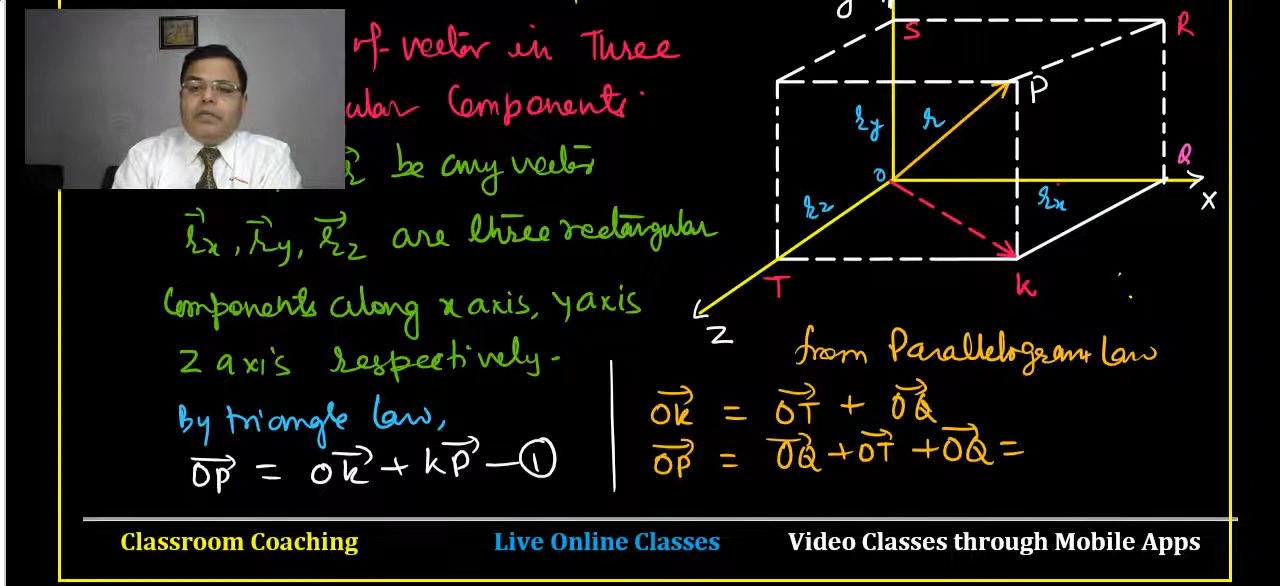 of vector in Three
ular Components.
be any vector
r⃗x, r⃗y, r⃗z are three rectangular
Components along x axis, y axis
Z axis respectively-
By triangle law,
OP⃗ = OK⃗ + KP⃗ — ①
y
S
R
P
ry
r
O
Q
rz
rx
X
T
K
Z
from Parallelogram Law
OK⃗ = OT⃗ + OQ⃗
OP⃗ = OQ⃗ + OT⃗ + OQ⃗ =
Classroom Coaching
Live Online Classes
Video Classes through Mobile Apps